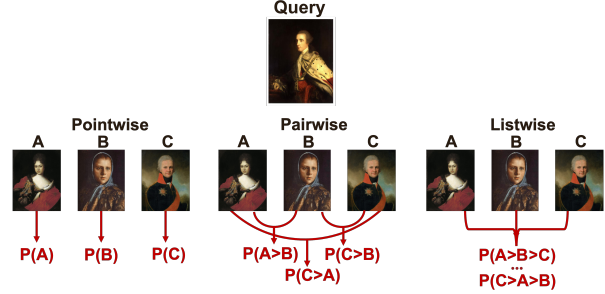 Query
Pointwise
A B C
P(A) P(B) P(C)
Pairwise
A B C
P(A>B) P(C>B)
P(C>A)
Listwise
A B C
P(A>B>C)
...
P(C>A>B)